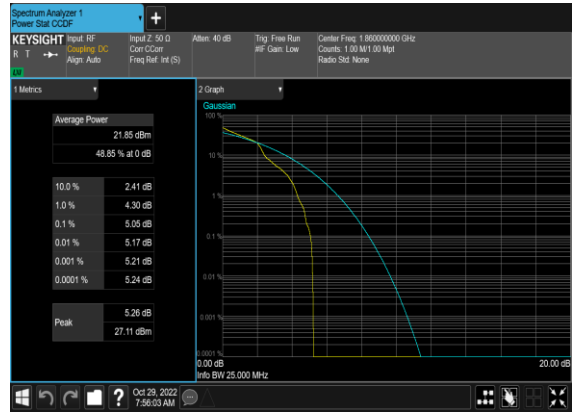 Spectrum Analyzer 1
Power Stat CCDF
+
KEYSIGHT
R T
LXI
Input: RF
Coupling: DC
Align: Auto
Input Z: 50 Ω
Corr CCorr
Freq Ref: Int (S)
Atten: 40 dB
Trig: Free Run
#IF Gain: Low
Center Freq: 1.860000000 GHz
Counts: 1.00 M/1.00 Mpt
Radio Std: None
1 Metrics
Average Power
21.85 dBm
48.85 % at 0 dB
10.0 % 2.41 dB
1.0 % 4.30 dB
0.1 % 5.05 dB
0.01 % 5.17 dB
0.001 % 5.21 dB
0.0001 % 5.24 dB
Peak
5.26 dB
27.11 dBm
2 Graph
Gaussian
100 %
10 %
1 %
0.1 %
0.01 %
0.001 %
0.0001 %
0.00 dB
20.00 dB
Info BW 25.000 MHz
?
Oct 29, 2022
7:56:03 AM